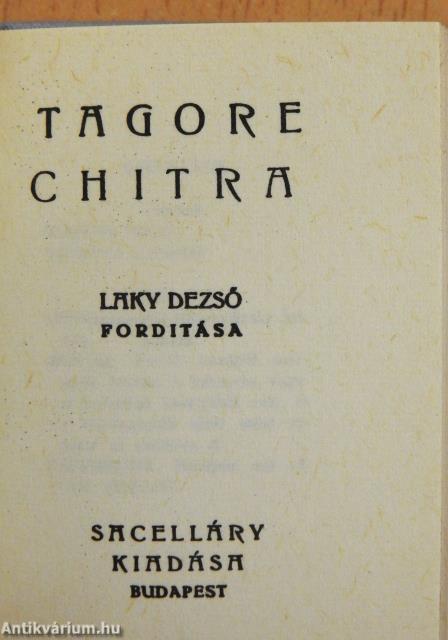 TAGORE
CHITRA
LAKY DEZSŐ
FORDITÁSA
SACELLÁRY
KIADÁSA
BUDAPEST
Antikvárium.hu